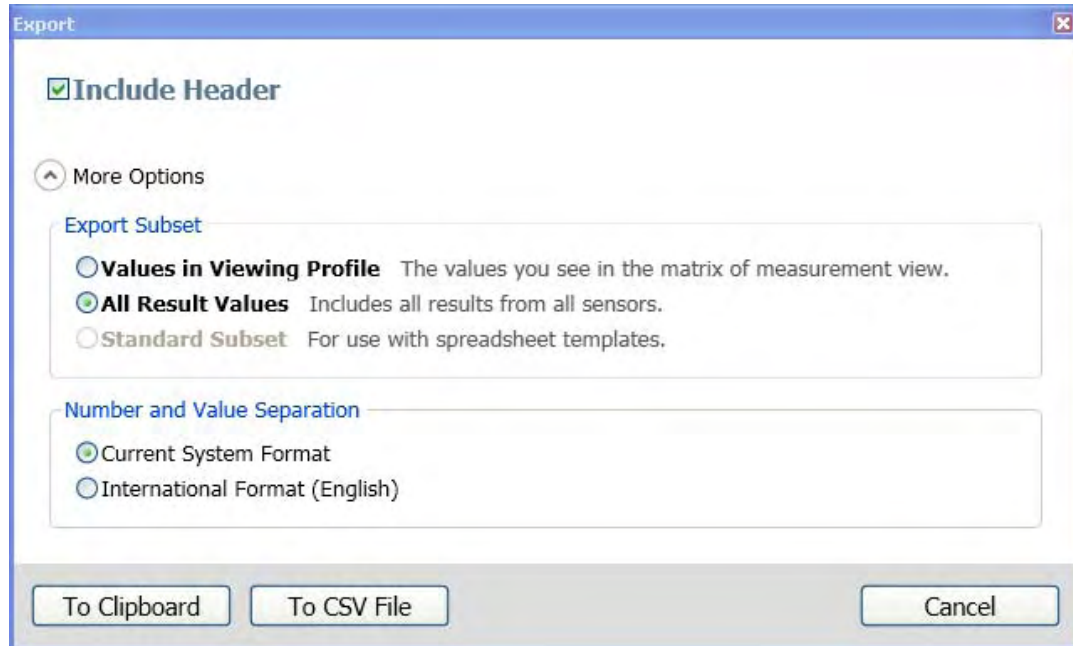 Export
Include Header
More Options
Export Subset
Values in Viewing Profile The values you see in the matrix of measurement view.
All Result Values Includes all results from all sensors.
Standard Subset For use with spreadsheet templates.
Number and Value Separation
Current System Format
International Format (English)
To Clipboard
To CSV File
Cancel